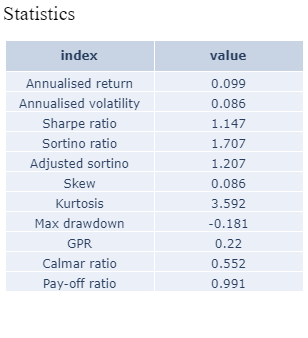 Statistics
index value
Annualised return 0.099
Annualised volatility 0.086
Sharpe ratio 1.147
Sortino ratio 1.707
Adjusted sortino 1.207
Skew 0.086
Kurtosis 3.592
Max drawdown -0.181
GPR 0.22
Calmar ratio 0.552
Pay-off ratio 0.991